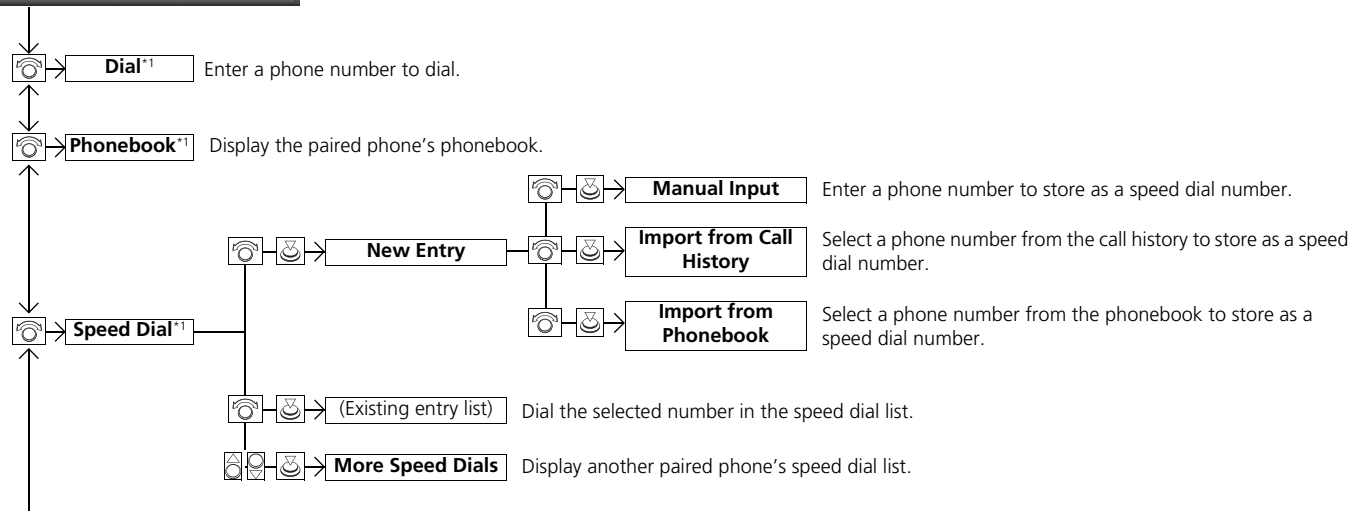 Dial*1
Enter a phone number to dial.
Phonebook*1
Display the paired phone’s phonebook.
Manual Input
Enter a phone number to store as a speed dial number.
New Entry
Import from Call
History
Select a phone number from the call history to store as a speed
dial number.
Speed Dial*1
Import from
Phonebook
Select a phone number from the phonebook to store as a
speed dial number.
(Existing entry list)
Dial the selected number in the speed dial list.
More Speed Dials
Display another paired phone’s speed dial list.